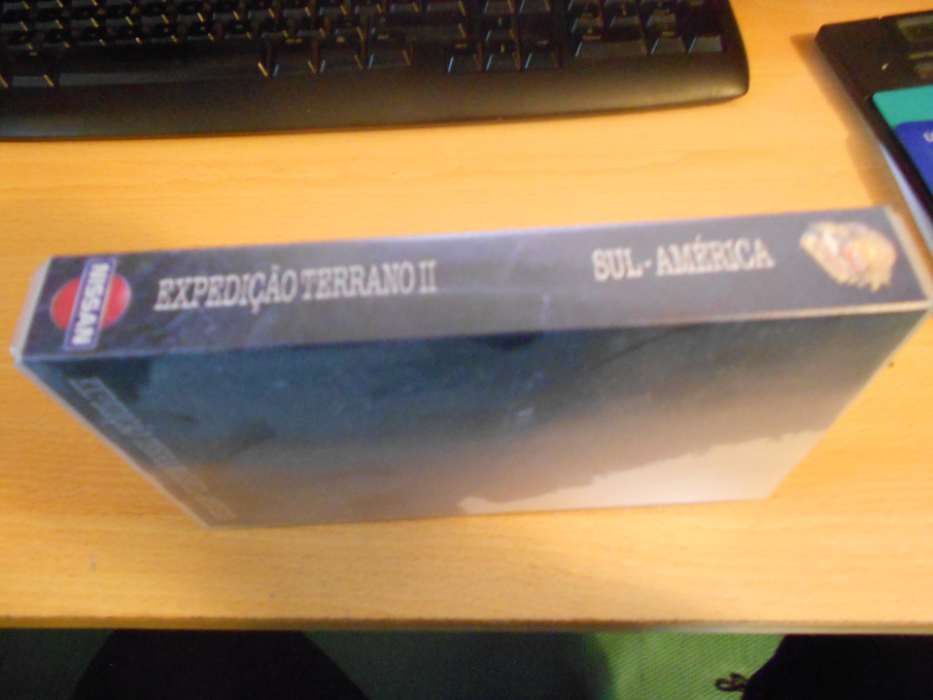 NISSAN
EXPEDIÇÃO TERRANO II
SUL-AMÉRICA